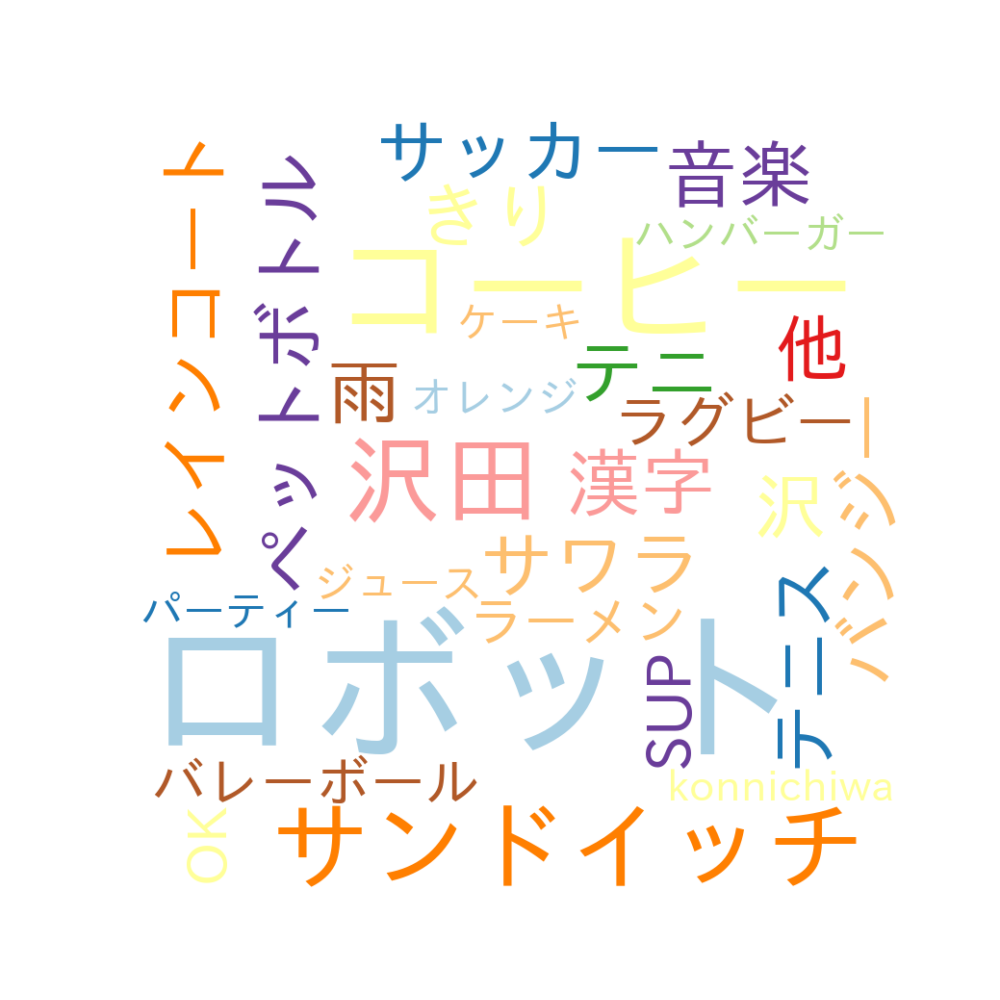 サッカー
音楽
きり
ハンバーガー
コーヒー
レインコート
ペットボトル
ケーキ
他
テニ
雨
オレンジ
ラグビー
沢田
漢字
沢
バンジー
サワラ
ジュース
パーティー
ラーメン
テニス
ロボット
SUP
バレーボール
konnichiwa
OK
サンドイッチ